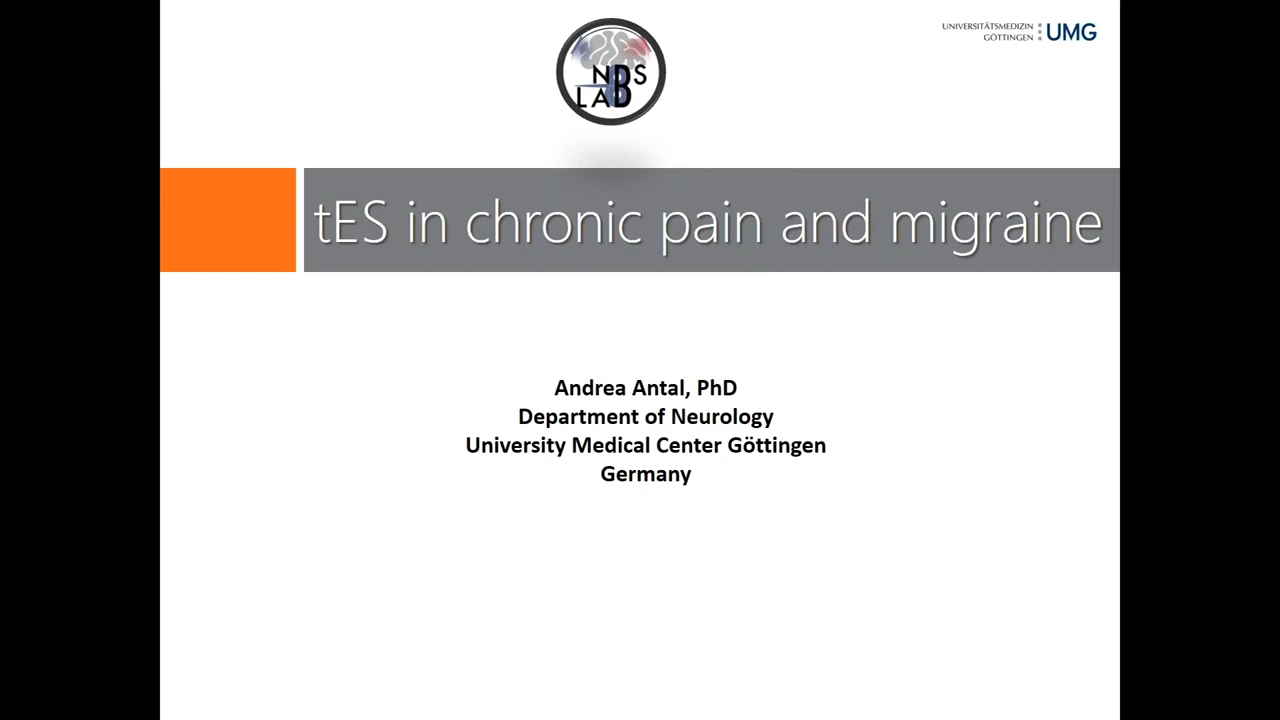 NBS
LAB
UNIVERSITÄTSMEDIZIN
GÖTTINGEN
UMG
tES in chronic pain and migraine
Andrea Antal, PhD
Department of Neurology
University Medical Center Göttingen
Germany